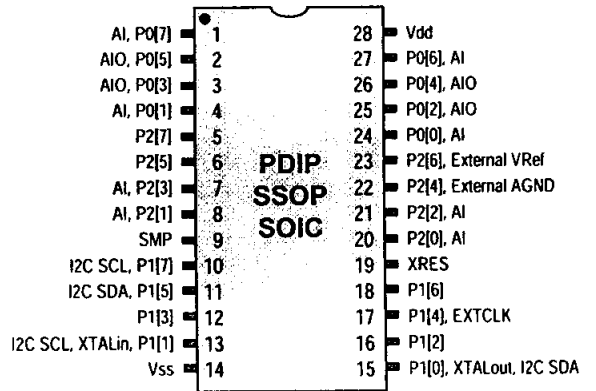 AI, P0[7] 1 28 Vdd
AIO, P0[5] 2 27 P0[6], AI
AIO, P0[3] 3 26 P0[4], AIO
AI, P0[1] 4 25 P0[2], AIO
P2[7] 5 24 P0[0], AI
P2[5] 6 PDIP 23 P2[6], External VRef
AI, P2[3] 7 SSOP 22 P2[4], External AGND
AI, P2[1] 8 SOIC 21 P2[2], AI
SMP 9 20 P2[0], AI
I2C SCL, P1[7] 10 19 XRES
I2C SDA, P1[5] 11 18 P1[6]
P1[3] 12 17 P1[4], EXTCLK
I2C SCL, XTALin, P1[1] 13 16 P1[2]
Vss 14 15 P1[0], XTALout, I2C SDA